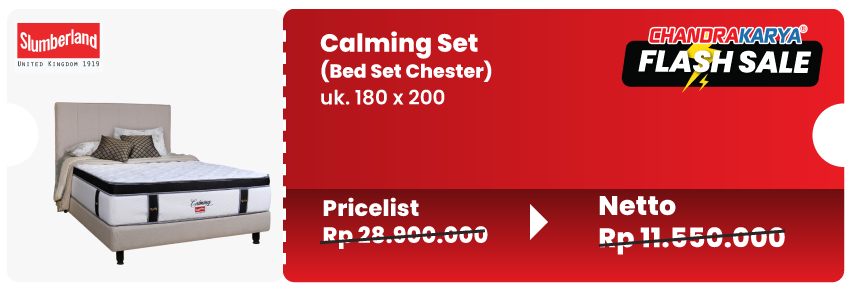 Slumberland
UNITED KINGDOM 1919
Calming Set
(Bed Set Chester)
uk. 180 x 200
CHANDRAKARYA®
FLASH SALE
Calming
Pricelist
Rp 28.900.000
Netto
Rp 11.550.000